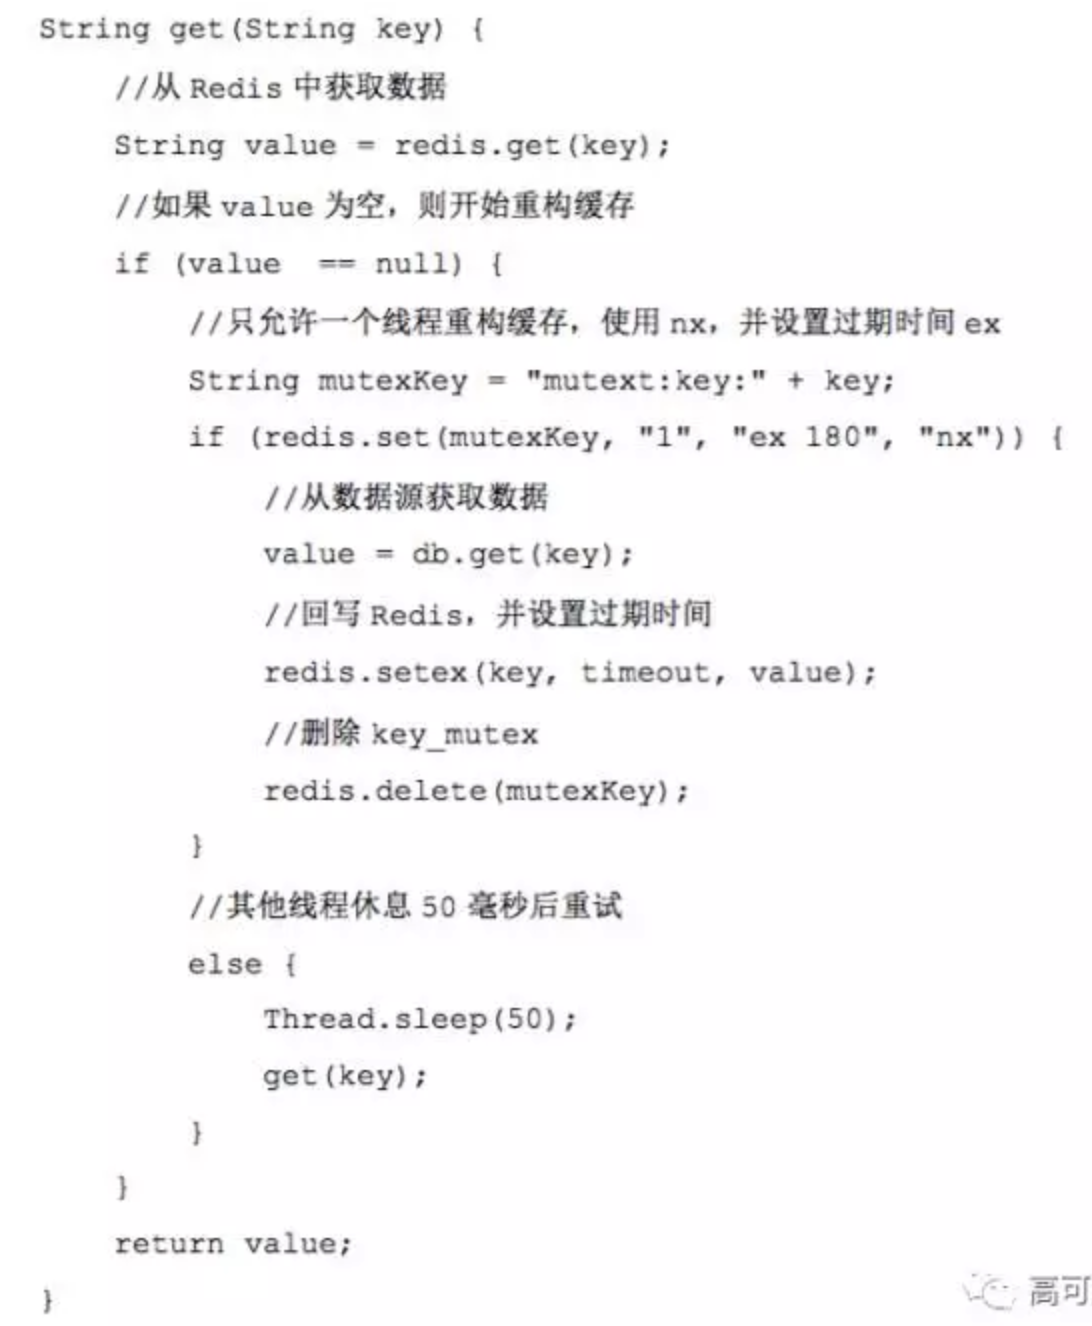 String get(String key) {
//从 Redis 中获取数据
String value = redis.get(key);
//如果 value 为空，则开始重构缓存
if (value  == null) {
//只允许一个线程重构缓存，使用 nx，并设置过期时间 ex
String mutexKey = "mutext:key:" + key;
if (redis.set(mutexKey, "1", "ex 180", "nx")) {
//从数据源获取数据
value = db.get(key);
//回写 Redis，并设置过期时间
redis.setex(key, timeout, value);
//删除 key_mutex
redis.delete(mutexKey);
}
//其他线程休息 50 毫秒后重试
else {
Thread.sleep(50);
get(key);
}
}
return value;
}
高可